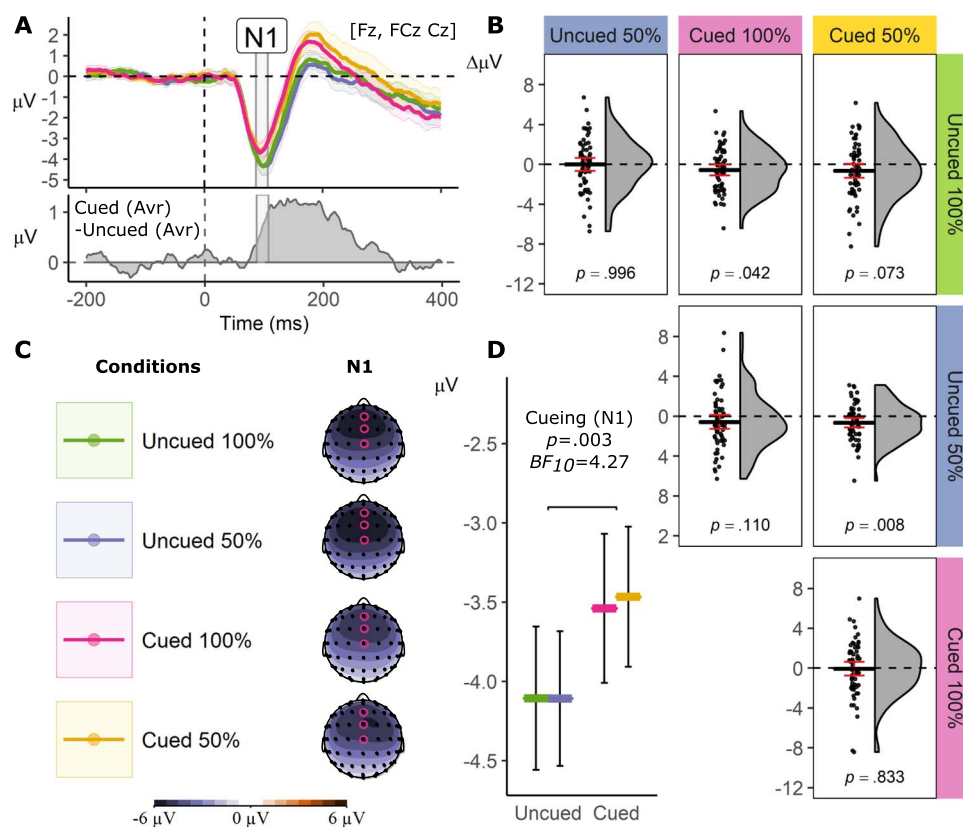 A
N1
[Fz, FCz Cz]
2
1
0
μV
-1
-2
-3
-4
-5
Cued (Avr)
-Uncued (Avr)
1
μV
0
-200
0
200
400
Time (ms)
B
Uncued 50%
Cued 100%
Cued 50%
ΔμV
8
4
0
-4
-8
-12
p = .996
p = .042
p = .073
Uncued 100%
8
4
0
4
8
2
p = .110
p = .008
Uncued 50%
8
4
0
-4
-8
-12
p = .833
Cued 100%
C
Conditions
N1
Uncued 100%
Uncued 50%
Cued 100%
Cued 50%
-6 μV
0 μV
6 μV
D
μV
Cueing (N1)
p=.003
BF10=4.27
-2.5
-3.0
-3.5
-4.0
-4.5
Uncued
Cued